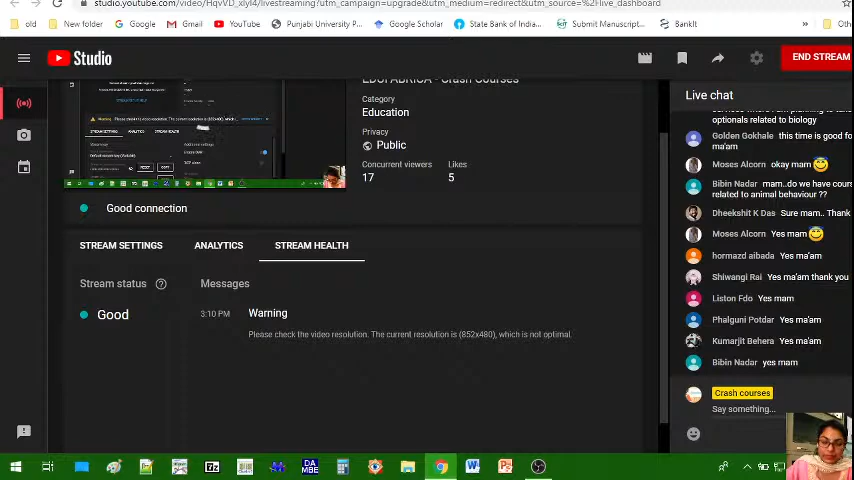 studio.youtube.com/video/HqvVD_xlyl4/livestreaming?utm_campaign=upgrade&utm_medium=redirect&utm_source=%2Flive_dashboard
old
New folder
Google
Gmail
YouTube
Punjabi University P...
Google Scholar
State Bank of India...
Submit Manuscript...
BankIt
»
Othe
Studio
END STREAM
EDUFABRICA - Crash Courses
Category
Education
Privacy
Public
Concurrent viewers
Likes
17
5
Good connection
STREAM SETTINGS
ANALYTICS
STREAM HEALTH
Stream status
Messages
Good
3:10 PM
Warning
Please check the video resolution. The current resolution is (852x480), which is not optimal.
Live chat
optionals related to biology
Golden Gokhale this time is good fo
ma'am
Moses Alcorn okay mam
Bibin Nadar mam..do we have cours
related to animal behaviour ??
Dheekshit K Das Sure mam.. Thank
Moses Alcorn Yes mam
hormazd aibada Yes ma'am
Shiwangi Rai Yes ma'am thank you
Liston Fdo Yes mam
Phalguni Potdar Yes ma'am
Kumarjit Behera Yes ma'am
Bibin Nadar yes mam
Crash courses
Say something...
7z
DA
MBE